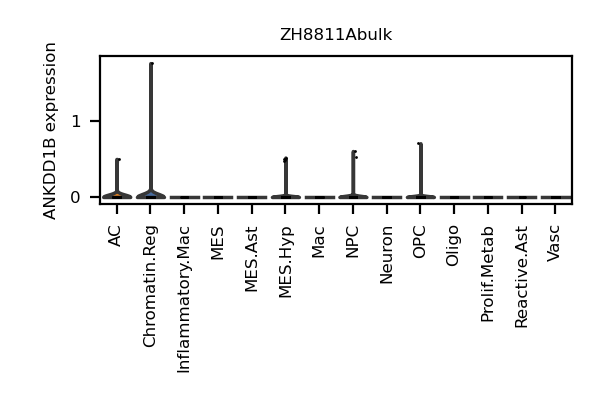 ZH8811Abulk
ANKDD1B expression
1
0
AC
Chromatin.Reg
Inflammatory.Mac
MES
MES.Ast
MES.Hyp
Mac
NPC
Neuron
OPC
Oligo
Prolif.Metab
Reactive.Ast
Vasc